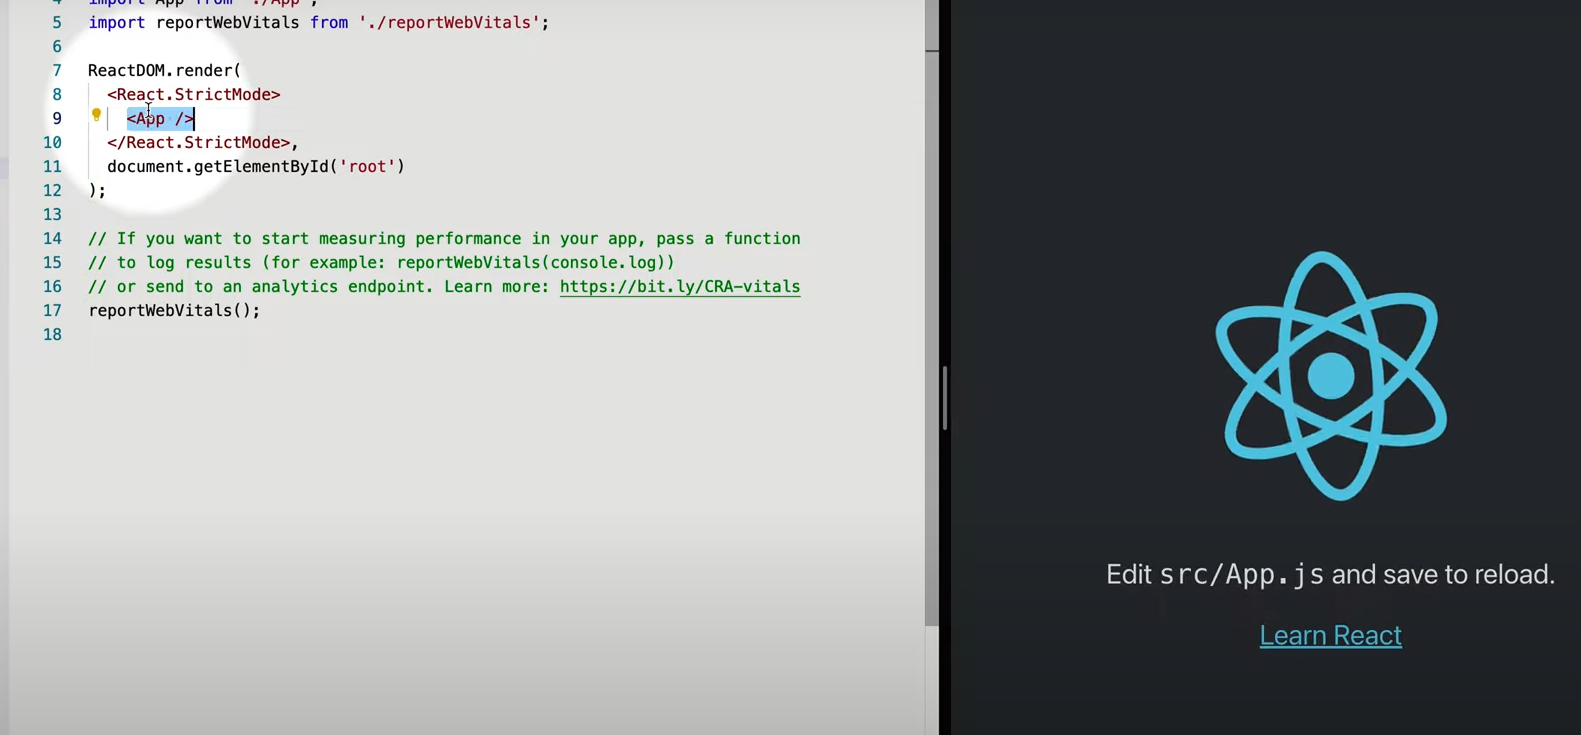 4 import App from './App';
5 import reportWebVitals from './reportWebVitals';
6
7 ReactDOM.render(
8 <React.StrictMode>
9 <App />
10 </React.StrictMode>,
11 document.getElementById('root')
12 );
13
14 // If you want to start measuring performance in your app, pass a function
15 // to log results (for example: reportWebVitals(console.log))
16 // or send to an analytics endpoint. Learn more: https://bit.ly/CRA-vitals
17 reportWebVitals();
18
Edit src/App.js and save to reload.
Learn React